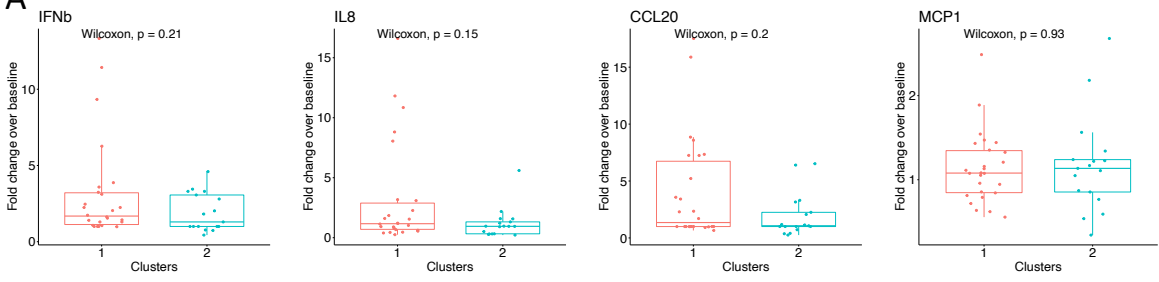 A
IFNb
Wilcoxon, p = 0.21
Fold change over baseline
10
5
0
1 2
Clusters
IL8
Wilcoxon, p = 0.15
Fold change over baseline
15
10
5
0
1 2
Clusters
CCL20
Wilcoxon, p = 0.2
Fold change over baseline
15
10
5
0
1 2
Clusters
MCP1
Wilcoxon, p = 0.93
Fold change over baseline
2
1
1 2
Clusters